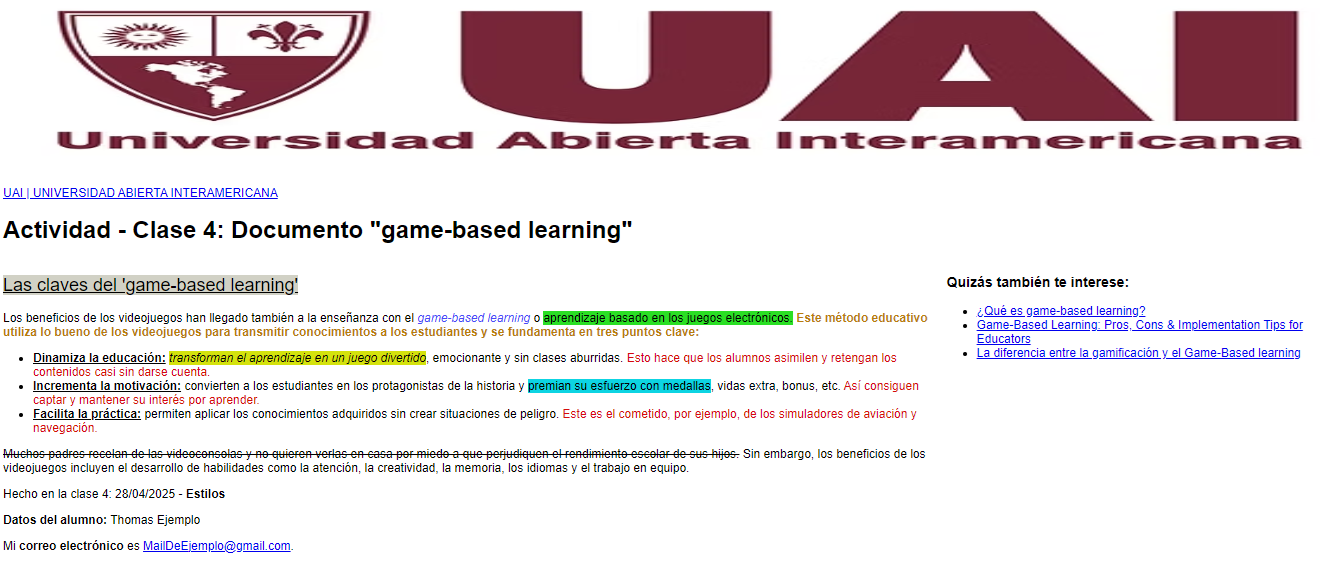 UAI
Universidad Abierta Interamericana
UAI | UNIVERSIDAD ABIERTA INTERAMERICANA
Actividad - Clase 4: Documento "game-based learning"
Las claves del 'game-based learning'
Los beneficios de los videojuegos han llegado también a la enseñanza con el game-based learning o aprendizaje basado en los juegos electrónicos. Este método educativo
utiliza lo bueno de los videojuegos para transmitir conocimientos a los estudiantes y se fundamenta en tres puntos clave:
• Dinamiza la educación: transforman el aprendizaje en un juego divertido, emocionante y sin clases aburridas. Esto hace que los alumnos asimilen y retengan los
contenidos casi sin darse cuenta.
• Incrementa la motivación: convierten a los estudiantes en los protagonistas de la historia y premian su esfuerzo con medallas, vidas extra, bonus, etc. Así consiguen
captar y mantener su interés por aprender.
• Facilita la práctica: permiten aplicar los conocimientos adquiridos sin crear situaciones de peligro. Este es el cometido, por ejemplo, de los simuladores de aviación y
navegación.
Muchos padres recelan de las videoconsolas y no quieren verlas en casa por miedo a que perjudiquen el rendimiento escolar de sus hijos. Sin embargo, los beneficios de los
videojuegos incluyen el desarrollo de habilidades como la atención, la creatividad, la memoria, los idiomas y el trabajo en equipo.
Hecho en la clase 4: 28/04/2025 - Estilos
Datos del alumno: Thomas Ejemplo
Mi correo electrónico es MailDeEjemplo@gmail.com.
Quizás también te interese:
• ¿Qué es game-based learning?
• Game-Based Learning: Pros, Cons & Implementation Tips for
Educators
• La diferencia entre la gamificación y el Game-Based learning